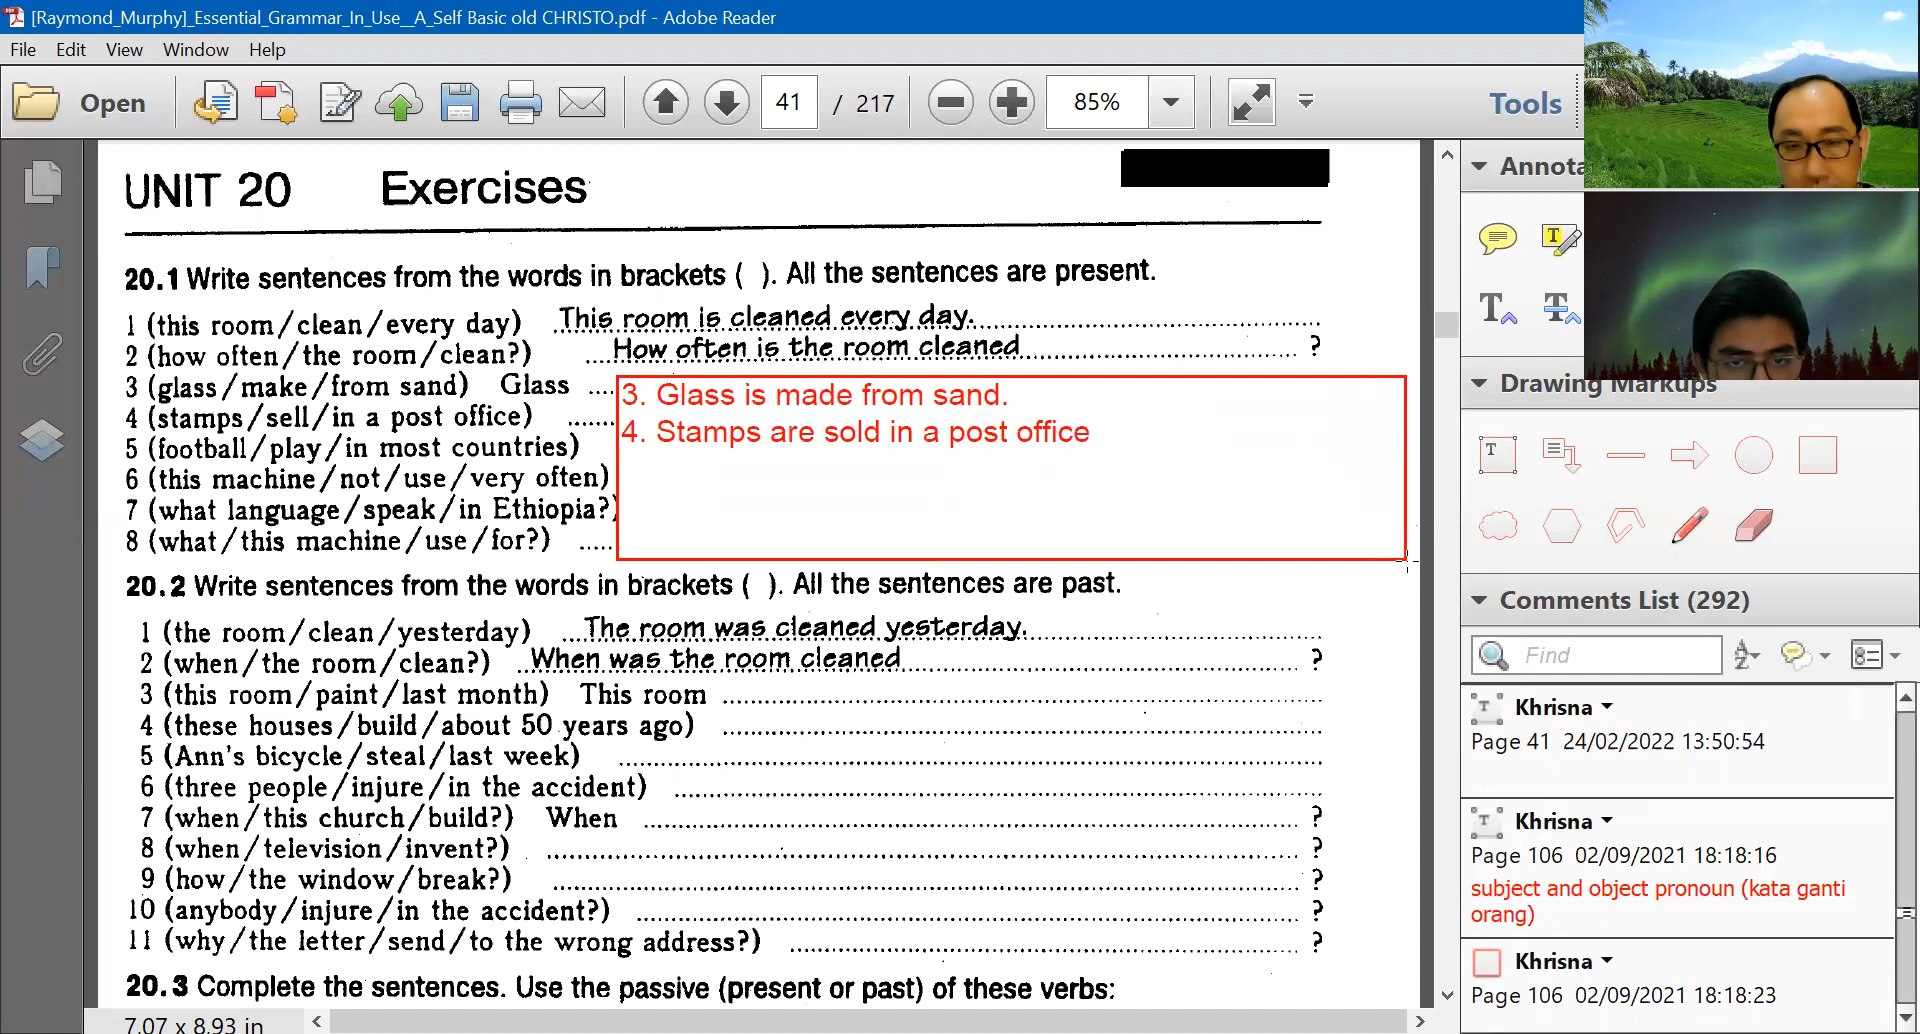 [Raymond_Murphy]_Essential_Grammar_In_Use__A_Self Basic old CHRISTO.pdf - Adobe Reader
File Edit View Window Help
Open 41 / 217 85% Tools
UNIT 20 Exercises
20.1 Write sentences from the words in brackets ( ). All the sentences are present.
1 (this room/clean/every day) This room is cleaned every day.
2 (how often/the room/clean?) How often is the room cleaned ?
3 (glass/make/from sand) Glass
4 (stamps/sell/in a post office)
5 (football/play/in most countries)
6 (this machine/not/use/very often)
7 (what language/speak/in Ethiopia?)
8 (what/this machine/use/for?)
3. Glass is made from sand.
4. Stamps are sold in a post office
20.2 Write sentences from the words in brackets ( ). All the sentences are past.
1 (the room/clean/yesterday) The room was cleaned yesterday.
2 (when/the room/clean?) When was the room cleaned ?
3 (this room/paint/last month) This room
4 (these houses/build/about 50 years ago)
5 (Ann's bicycle/steal/last week)
6 (three people/injure/in the accident)
7 (when/this church/build?) When ?
8 (when/television/invent?) ?
9 (how/the window/break?) ?
10 (anybody/injure/in the accident?) ?
11 (why/the letter/send/to the wrong address?) ?
20.3 Complete the sentences. Use the passive (present or past) of these verbs:
7,07 x 8,93 in
Annota
Drawing Markups
Comments List (292)
Find
Khrisna
Page 41 24/02/2022 13:50:54
Khrisna
Page 106 02/09/2021 18:18:16
subject and object pronoun (kata ganti
orang)
Khrisna
Page 106 02/09/2021 18:18:23